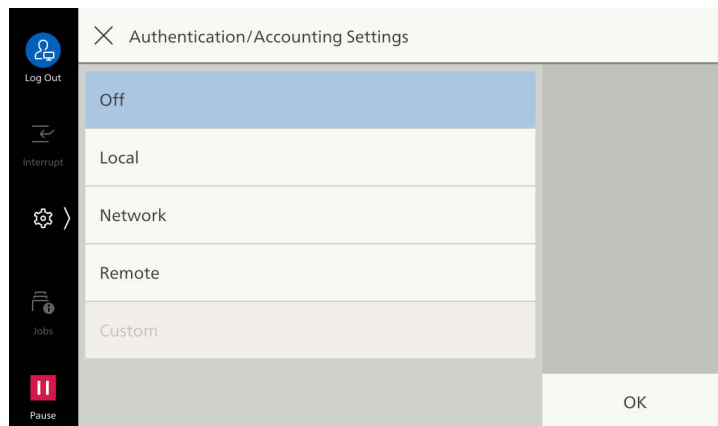 Authentication/Accounting Settings
Log Out
Interrupt
Jobs
Pause
Off
Local
Network
Remote
Custom
OK